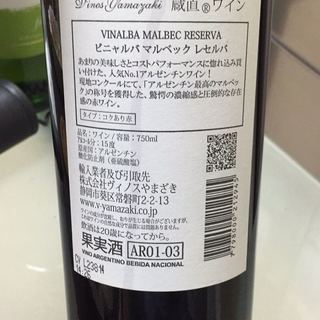 Vinos Yamazaki 蔵直®ワイン
VINALBA MALBEC RESERVA
ビニャルバ マルベック レセルバ
あまりの美味しさとコストパフォーマンスに惚れ込み買
い付けた、人気No.1アルゼンチンワイン!
現地コンクールにて、「アルゼンチン最高のマルベック」
の称号を獲得した、驚愕の濃縮感と圧倒的な存在
感の赤ワイン。
タイプ:コクあり赤
品名:ワイン/容量:750ml
アルコール分:15度
原産国:アルゼンチン
酸化防止剤(亜硫酸塩)
輸入業者及び引取先
株式会社ヴィノスやまざき
静岡市葵区常磐町2-2-13
www.v-yamazaki.co.jp
飲酒は20歳になってから。
果実酒 AR01-03
VINO ARGENTINO BEBIDA NACIONAL